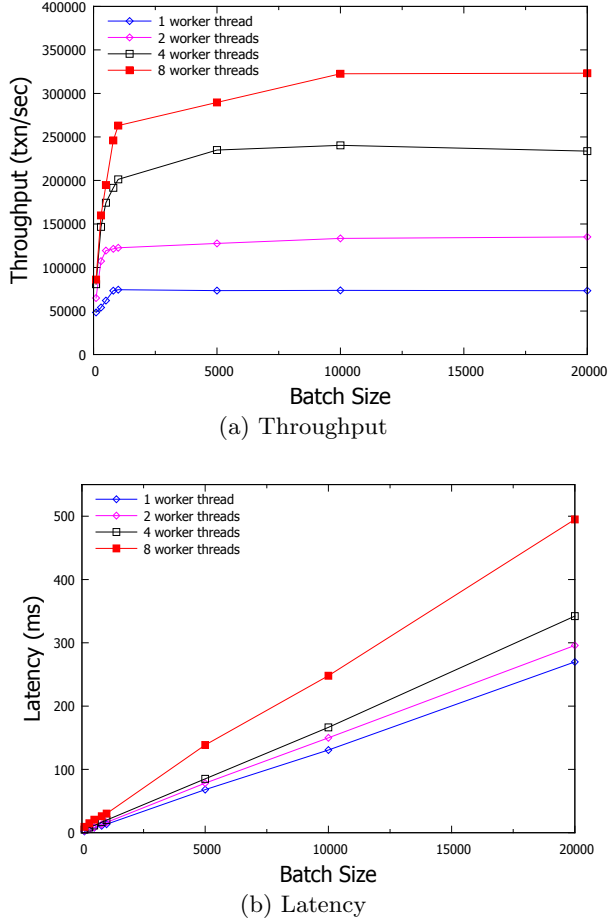 400000
350000
300000
250000
200000
150000
100000
50000
0
Throughput (txn/sec)
1 worker thread
2 worker threads
4 worker threads
8 worker threads
0 5000 10000 15000 20000
Batch Size
(a) Throughput
500
400
300
200
100
0
Latency (ms)
1 worker thread
2 worker threads
4 worker threads
8 worker threads
0 5000 10000 15000 20000
Batch Size
(b) Latency